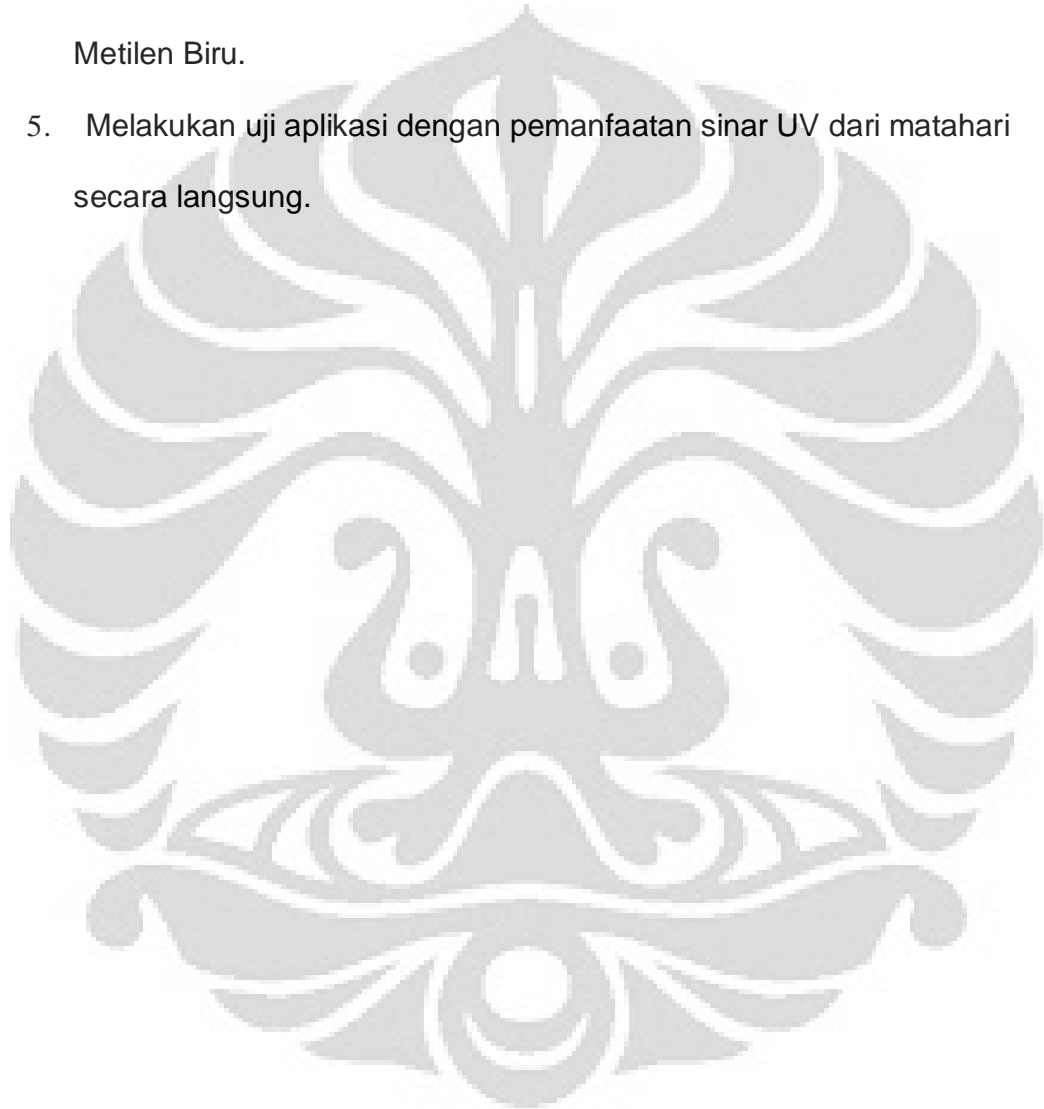 Metilen Biru.
5. Melakukan uji aplikasi dengan pemanfaatan sinar UV dari matahari
secara langsung.